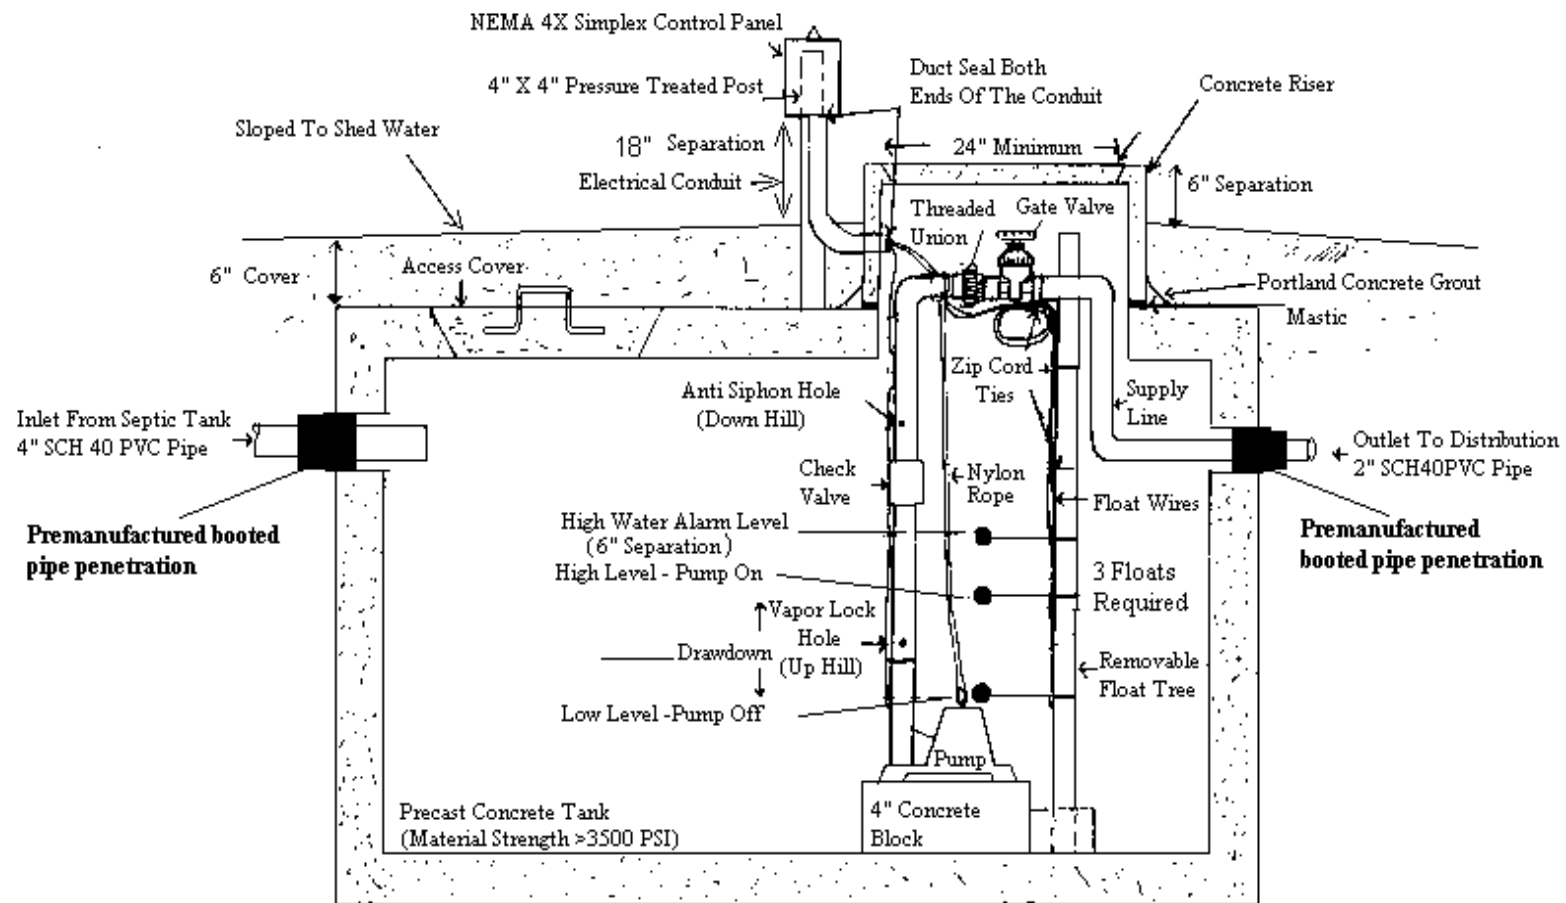 NEMA 4X Simplex Control Panel
4" X 4" Pressure Treated Post
Duct Seal Both
Ends Of The Conduit
Concrete Riser
Sloped To Shed Water
18" Separation
24" Minimum
Electrical Conduit
6" Separation
Threaded
Union
Gate Valve
6" Cover
Access Cover
Portland Concrete Grout
Mastic
Zip Cord
Ties
Anti Siphon Hole
(Down Hill)
Supply
Line
Inlet From Septic Tank
4" SCH 40 PVC Pipe
Outlet To Distribution
2" SCH40PVC Pipe
Check
Valve
Nylon
Rope
Float Wires
Premanufactured booted
pipe penetration
Premanufactured
booted pipe penetration
High Water Alarm Level
(6" Separation)
High Level - Pump On
3 Floats
Required
Vapor Lock
Hole
(Up Hill)
Drawdown
Removable
Float Tree
Low Level -Pump Off
Pump
Precast Concrete Tank
(Material Strength >3500 PSI)
4" Concrete
Block